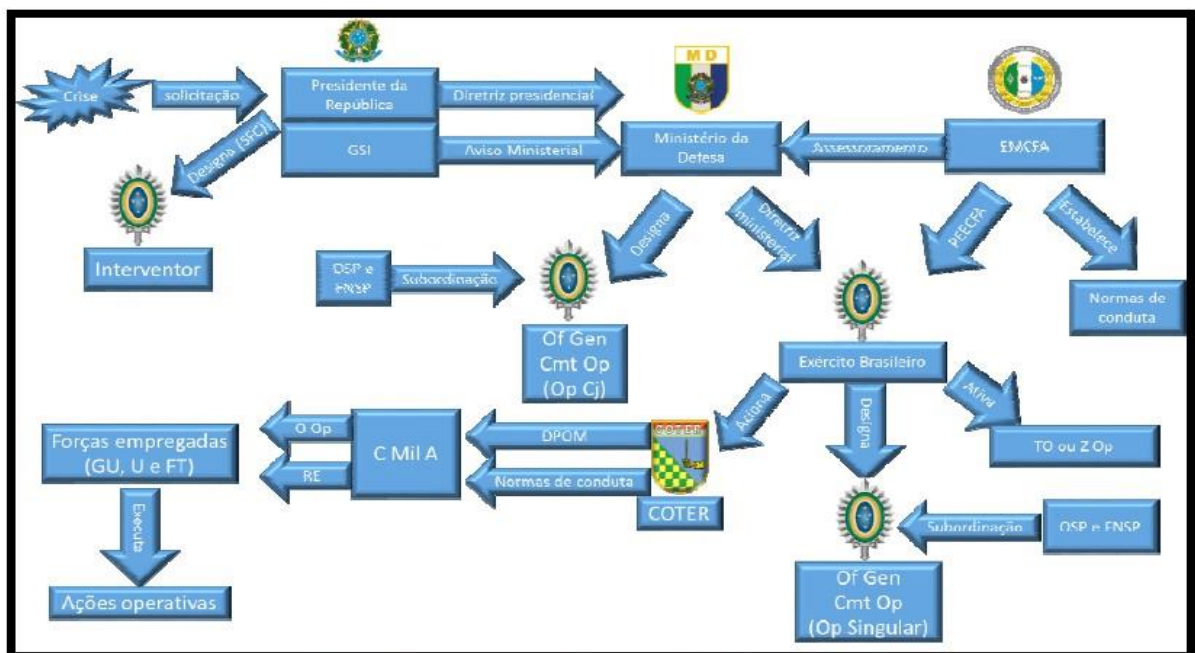 MD
Crise
solicitação
Presidente da
República
Diretriz presidencial
GSI
Aviso Ministerial
Ministério da
Defesa
Assessoramento
EMCFA
Designa (SFC)
Interventor
Designa
Diretriz
ministerial
PEECFA
Estabelece
OSP e
FNSP
Subordinação
Normas de
conduta
Of Gen
Cmt Op
(Op Cj)
Exército Brasileiro
Aciona
Designa
Ativa
TO ou Z Op
Forças empregadas
(GU, U e FT)
O Op
RE
C Mil A
DPOM
Normas de conduta
COTER
COTER
Executa
Subordinação
OSP e FNSP
Ações operativas
Of Gen
Cmt Op
(Op Singular)